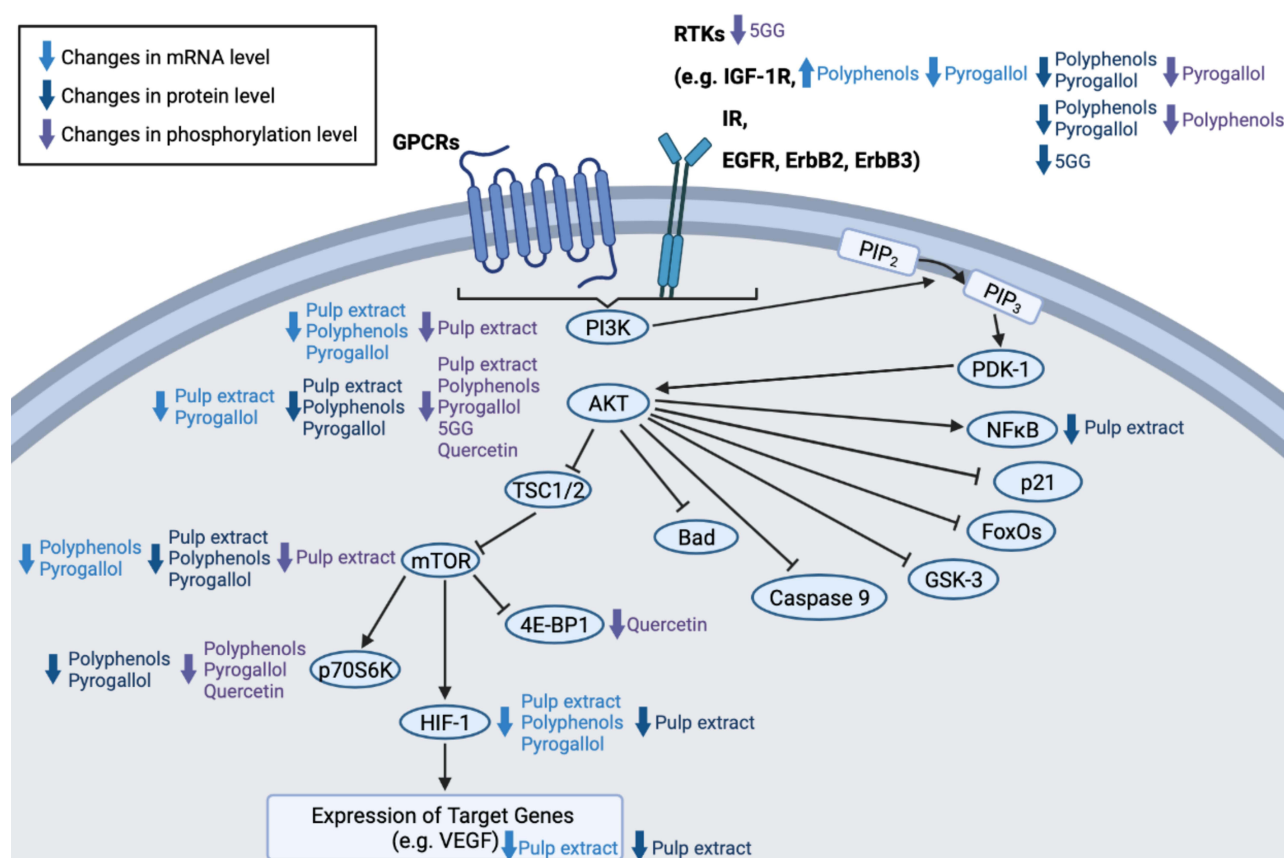 Changes in mRNA level
Changes in protein level
Changes in phosphorylation level
RTKs 5GG
(e.g. IGF-1R, Polyphenols Pyrogallol Polyphenols Pyrogallol
Pyrogallol
IR, Polyphenols Polyphenols
Pyrogallol
EGFR, ErbB2, ErbB3) 5GG
GPCRs
PIP2
PIP3
Pulp extract
Polyphenols
Pyrogallol
Pulp extract
PI3K
PDK-1
Pulp extract
Pyrogallol
Pulp extract
Polyphenols
Pyrogallol
Pulp extract
Polyphenols
Pyrogallol
5GG
Quercetin
AKT
NFκB
Pulp extract
p21
FoxOs
GSK-3
Caspase 9
Bad
TSC1/2
Polyphenols
Pyrogallol
Pulp extract
Polyphenols
Pyrogallol
Pulp extract
mTOR
4E-BP1
Quercetin
Polyphenols
Pyrogallol
Polyphenols
Pyrogallol
Quercetin
p70S6K
HIF-1
Pulp extract
Polyphenols
Pyrogallol
Pulp extract
Expression of Target Genes
(e.g. VEGF) Pulp extract Pulp extract